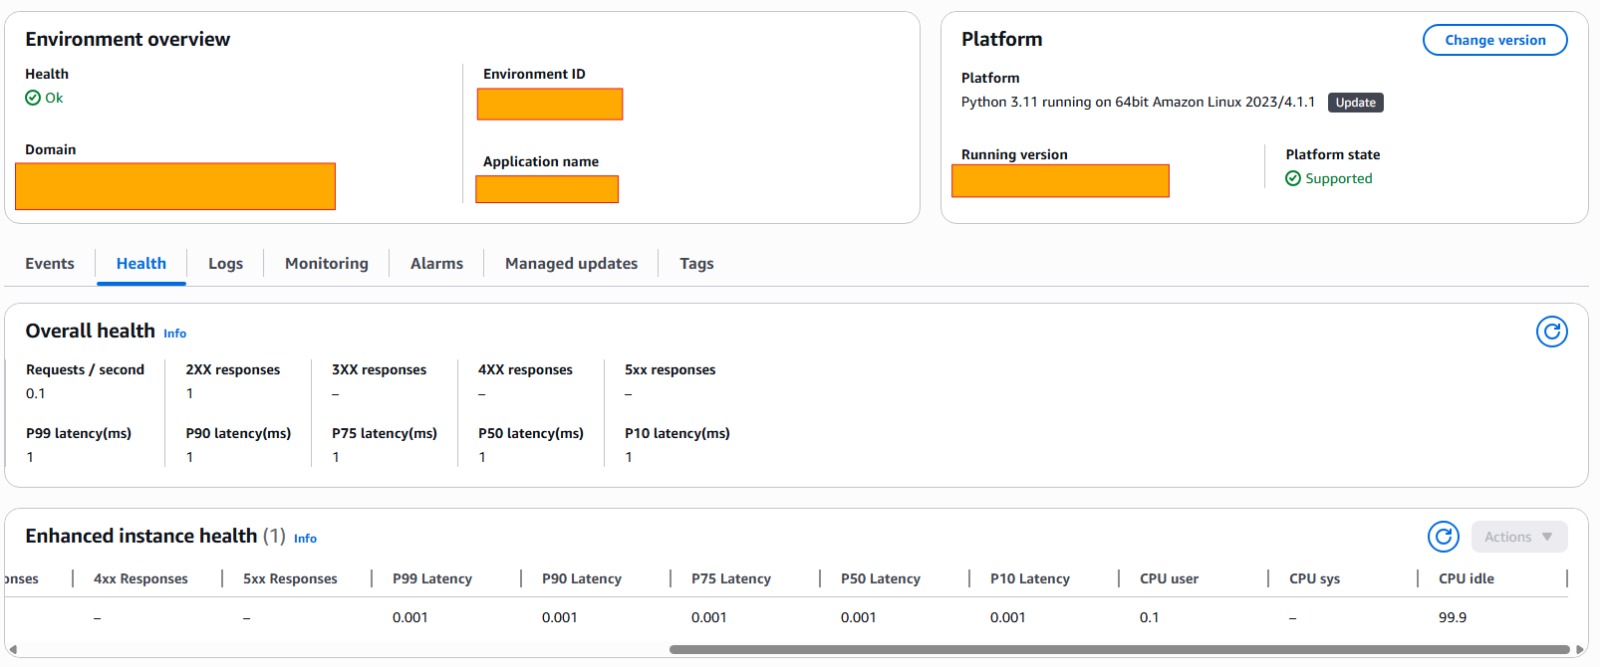 Environment overview
Health
Ok
Domain
Environment ID
Application name
Platform
Change version
Platform
Python 3.11 running on 64bit Amazon Linux 2023/4.1.1 Update
Running version
Platform state
Supported
Events Health Logs Monitoring Alarms Managed updates Tags
Overall health Info
Requests / second 2XX responses 3XX responses 4XX responses 5xx responses
0.1 1 – – –
P99 latency(ms) P90 latency(ms) P75 latency(ms) P50 latency(ms) P10 latency(ms)
1 1 1 1 1
Enhanced instance health (1) Info
Actions
onses 4xx Responses 5xx Responses P99 Latency P90 Latency P75 Latency P50 Latency P10 Latency CPU user CPU sys CPU idle
– – 0.001 0.001 0.001 0.001 0.001 0.1 – 99.9